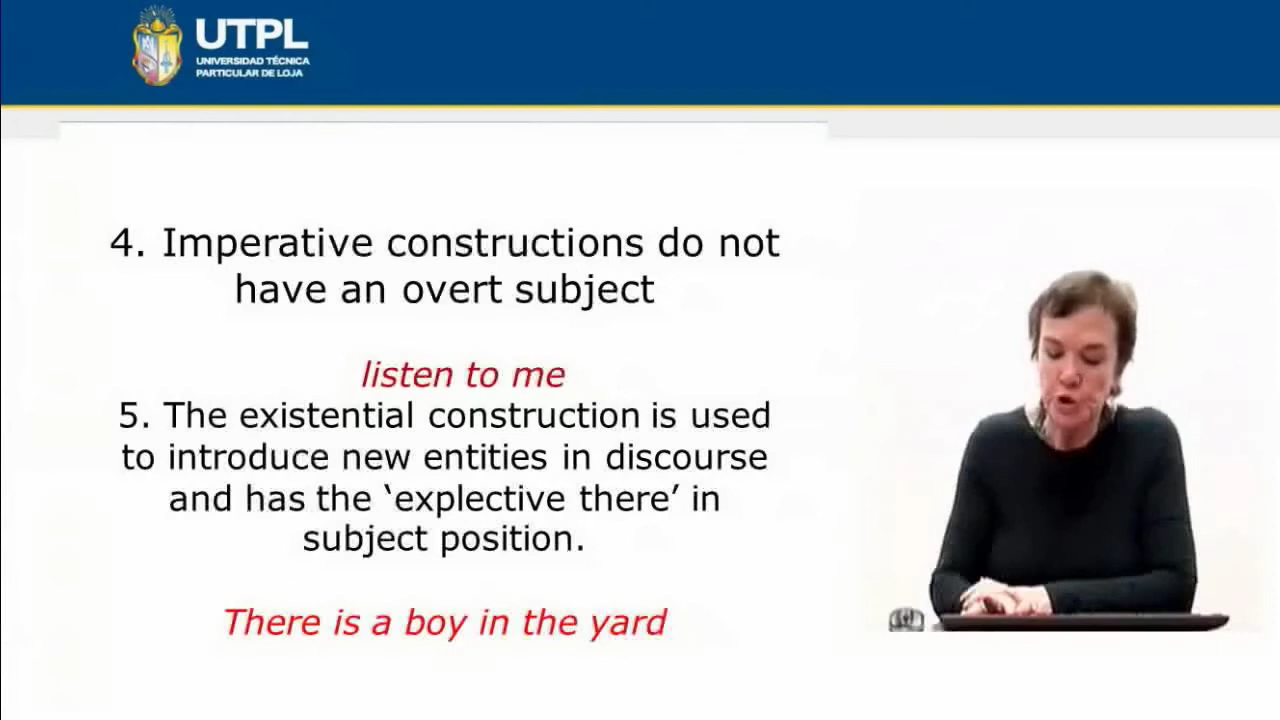 UTPL
UNIVERSIDAD TÉCNICA
PARTICULAR DE LOJA
4. Imperative constructions do not
have an overt subject
listen to me
5. The existential construction is used
to introduce new entities in discourse
and has the ‘explective there’ in
subject position.
There is a boy in the yard